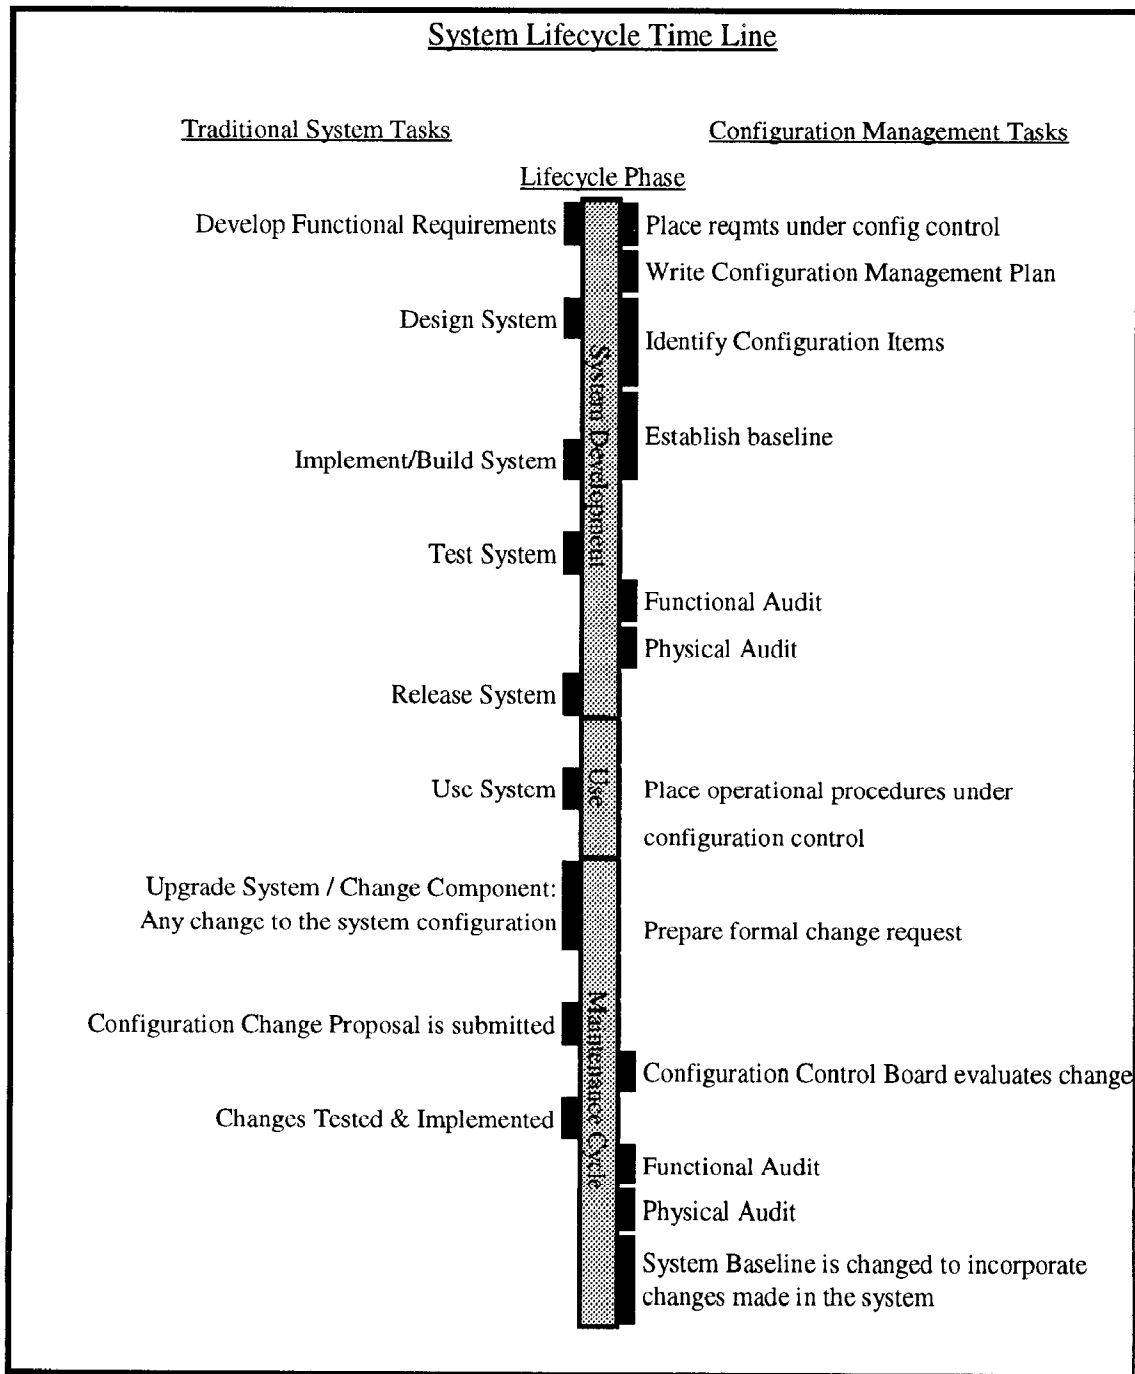 System Lifecycle Time Line
Traditional System Tasks
Configuration Management Tasks
Lifecycle Phase
Develop Functional Requirements
Place reqmts under config control
Write Configuration Management Plan
Design System
Identify Configuration Items
System Development
Establish baseline
Implement/Build System
Test System
Functional Audit
Physical Audit
Release System
Use System
Use
Place operational procedures under
configuration control
Upgrade System / Change Component:
Any change to the system configuration
Prepare formal change request
Maintenance Cycle
Configuration Change Proposal is submitted
Configuration Control Board evaluates change
Changes Tested & Implemented
Functional Audit
Physical Audit
System Baseline is changed to incorporate
changes made in the system